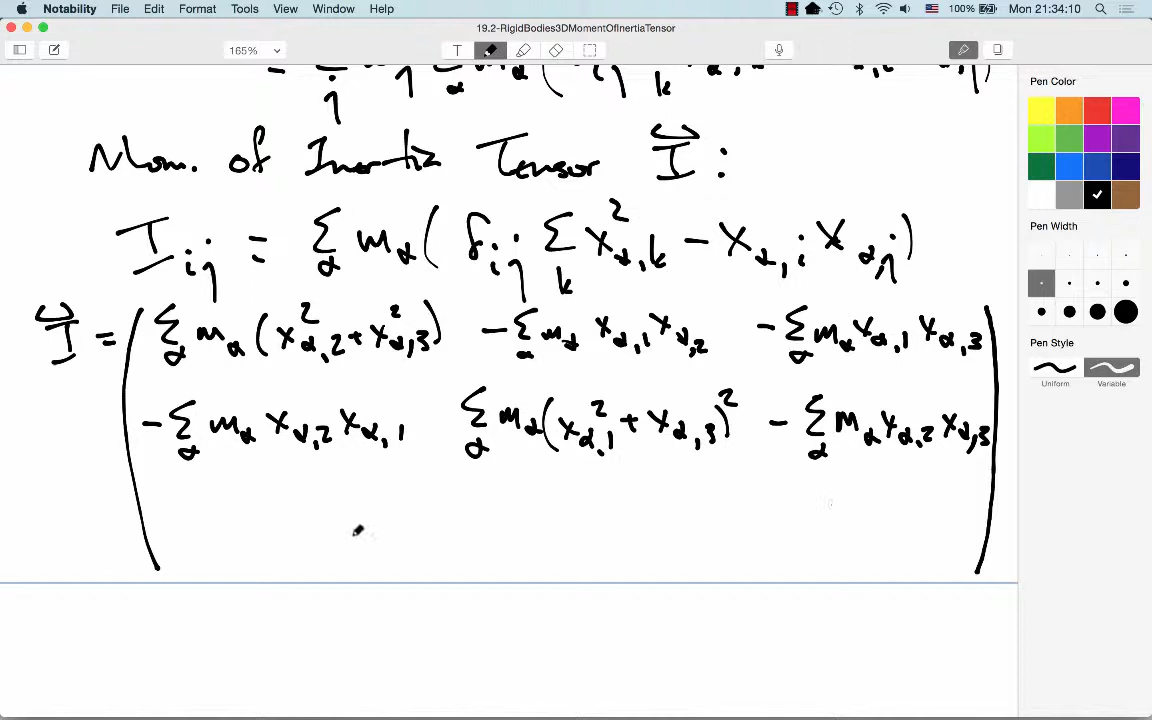 Notability File Edit Format Tools View Window Help 100% Mon 21:34:10
19.2-RigidBodies3DMomentOfInertiaTensor
165% T
Pen Color
Pen Width
Pen Style
Uniform Variable
Mom. of Inertia Tensor I⃡ :
I_ij = Σ_α m_α ( δ_ij Σ_k x²_α,k − x_α,i x_α,j )
I⃡ = ( Σ_α m_α (x²_α,2 + x²_α,3) −Σ_α m_α x_α,1 x_α,2 −Σ_α m_α x_α,1 x_α,3
−Σ_α m_α x_α,2 x_α,1 Σ_α m_α (x²_α,1 + x_α,3)² −Σ_α m_α x_α,2 x_α,3 )